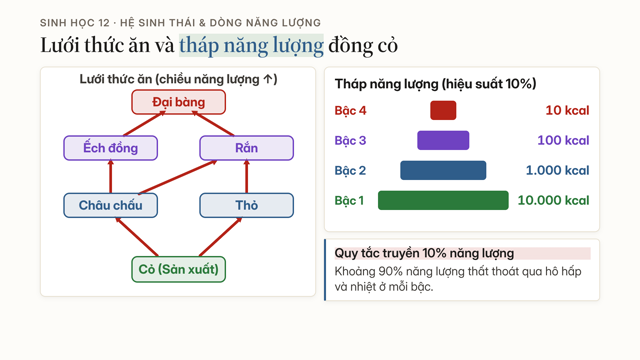 SINH HỌC 12 · HỆ SINH THÁI & DÒNG NĂNG LƯỢNG
Lưới thức ăn và tháp năng lượng đồng cỏ
Lưới thức ăn (chiều năng lượng ↑)
Đại bàng
Ếch đồng
Rắn
Châu chấu
Thỏ
Cỏ (Sản xuất)
Tháp năng lượng (hiệu suất 10%)
Bậc 4 10 kcal
Bậc 3 100 kcal
Bậc 2 1.000 kcal
Bậc 1 10.000 kcal
Quy tắc truyền 10% năng lượng
Khoảng 90% năng lượng thất thoát qua hô hấp
và nhiệt ở mỗi bậc.